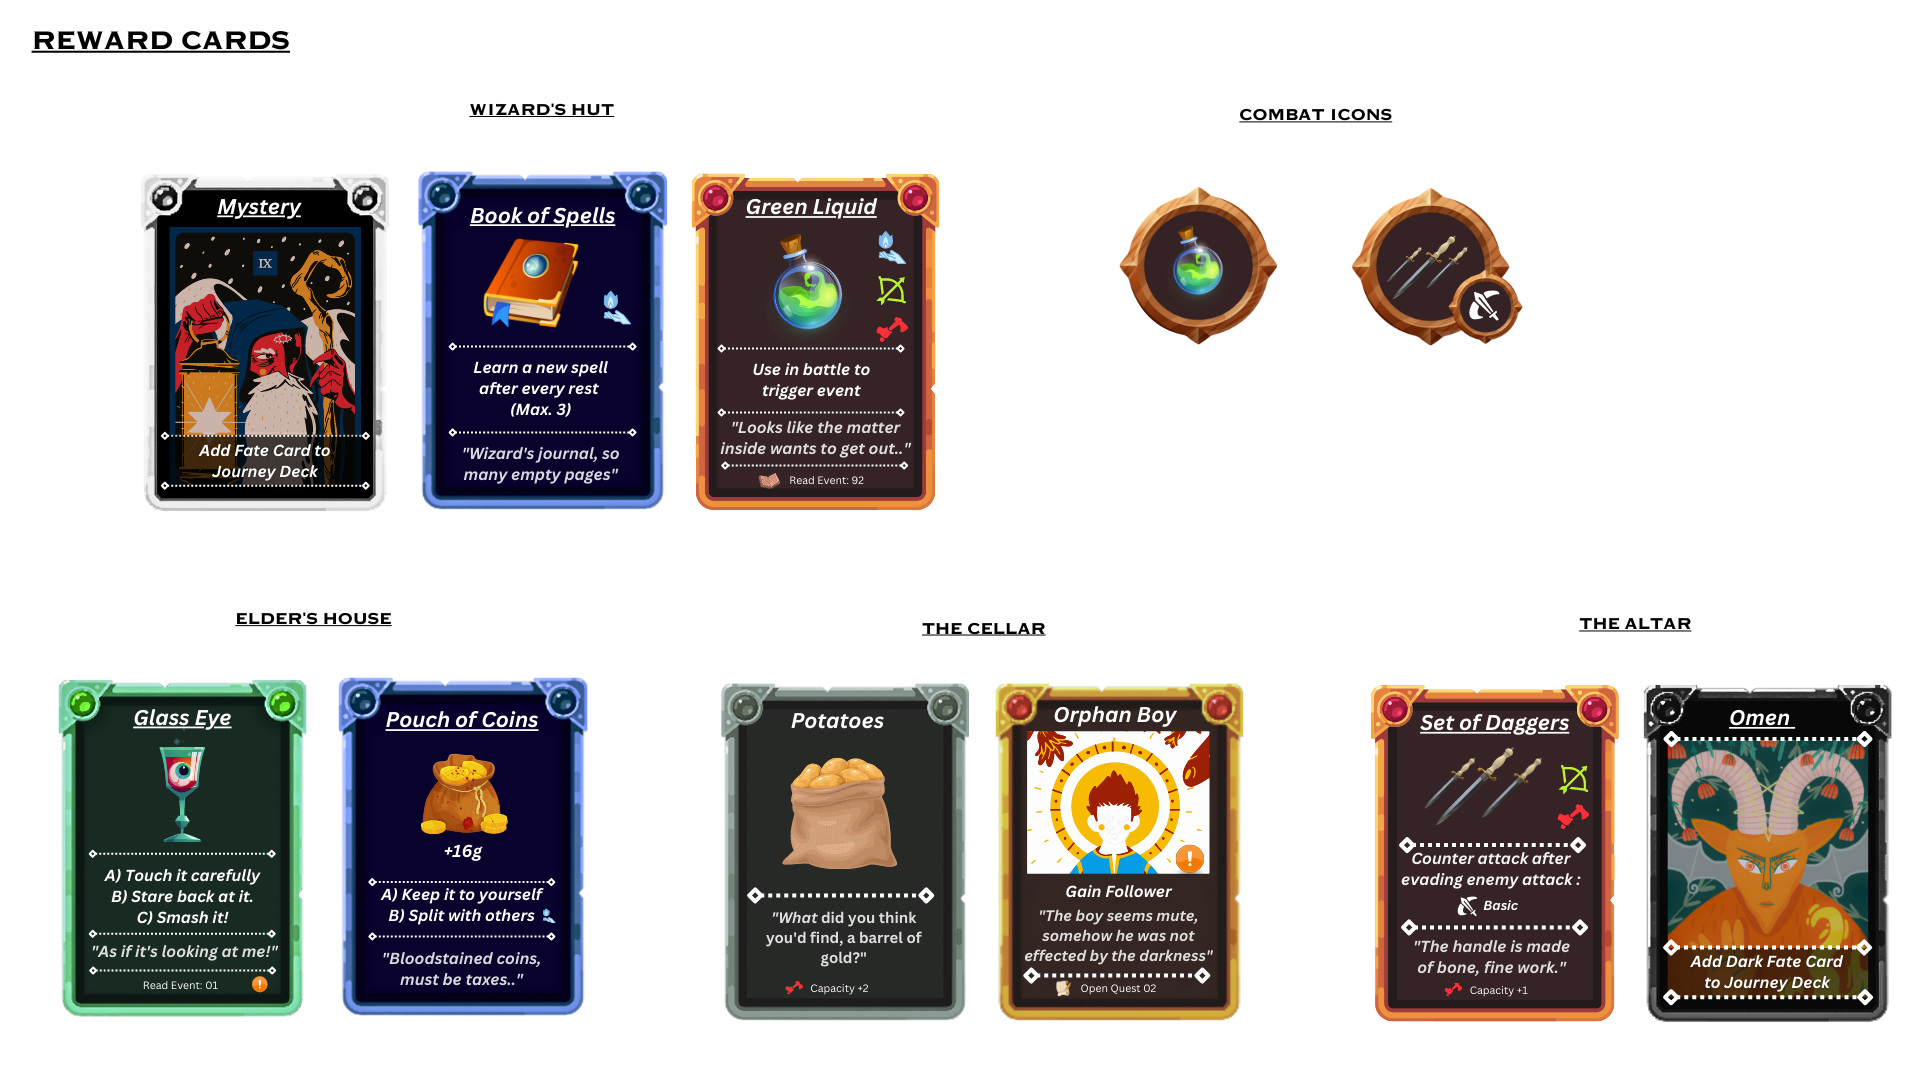 REWARD CARDS
WIZARD'S HUT
Mystery
IX
Add Fate Card to
Journey Deck
Book of Spells
Learn a new spell
after every rest
(Max. 3)
"Wizard's journal, so
many empty pages"
Green Liquid
Use in battle to
trigger event
"Looks like the matter
inside wants to get out.."
Read Event: 92
COMBAT ICONS
ELDER'S HOUSE
Glass Eye
A) Touch it carefully
B) Stare back at it.
C) Smash it!
"As if it's looking at me!"
Read Event: 01
!
Pouch of Coins
+16g
A) Keep it to yourself
B) Split with others
"Bloodstained coins,
must be taxes.."
THE CELLAR
Potatoes
"What did you think
you'd find, a barrel of
gold?"
Capacity +2
Orphan Boy
!
Gain Follower
"The boy seems mute,
somehow he was not
effected by the darkness"
Open Quest 02
THE ALTAR
Set of Daggers
Counter attack after
evading enemy attack :
Basic
"The handle is made
of bone, fine work."
Capacity +1
Omen
Add Dark Fate Card
to Journey Deck